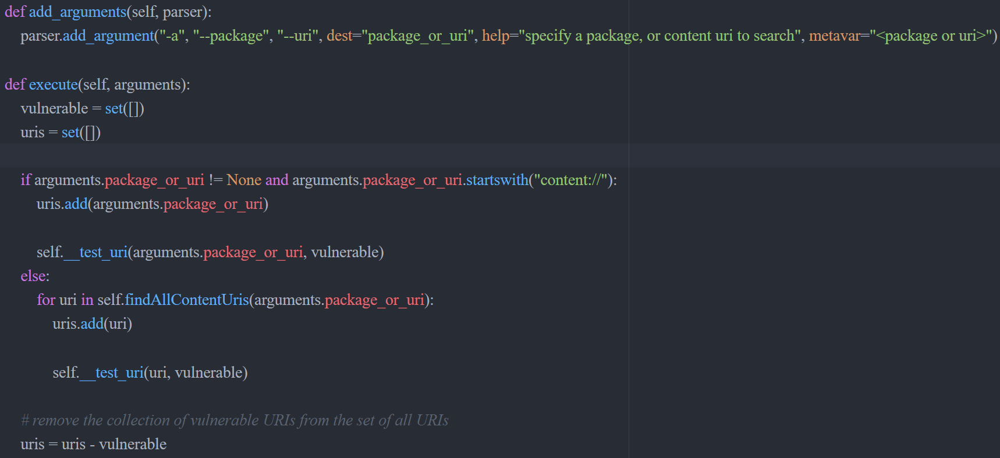 def add_arguments(self, parser):
    parser.add_argument("-a", "--package", "--uri", dest="package_or_uri", help="specify a package, or content uri to search", metavar="<package or uri>")

def execute(self, arguments):
    vulnerable = set([])
    uris = set([])

    if arguments.package_or_uri != None and arguments.package_or_uri.startswith("content://"):
        uris.add(arguments.package_or_uri)

        self.__test_uri(arguments.package_or_uri, vulnerable)
    else:
        for uri in self.findAllContentUris(arguments.package_or_uri):
            uris.add(uri)

            self.__test_uri(uri, vulnerable)

    # remove the collection of vulnerable URIs from the set of all URIs
    uris = uris - vulnerable